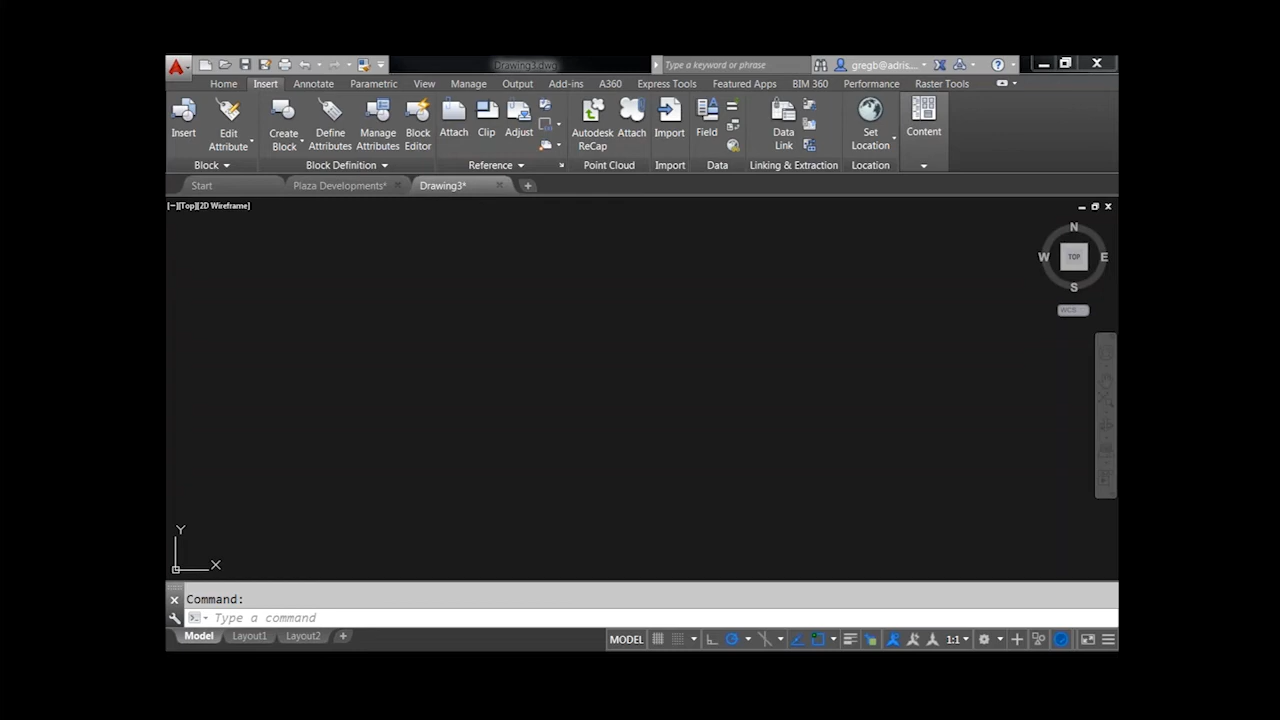 Drawing3.dwg
Type a keyword or phrase
gregb@adris...
Home Insert Annotate Parametric View Manage Output Add-ins A360 Express Tools Featured Apps BIM 360 Performance Raster Tools
Insert
Edit
Attribute
Create
Block
Define
Attributes
Manage
Attributes
Block
Editor
Attach
Clip
Adjust
Autodesk
ReCap
Attach
Import
Field
Data
Link
Set
Location
Content
Block Block Definition Reference Point Cloud Import Data Linking & Extraction Location
Start Plaza Developments* Drawing3*
[−][Top][2D Wireframe]
N
W TOP E
S
WCS
Y
X
Command:
Type a command
Model Layout1 Layout2
MODEL 1:1